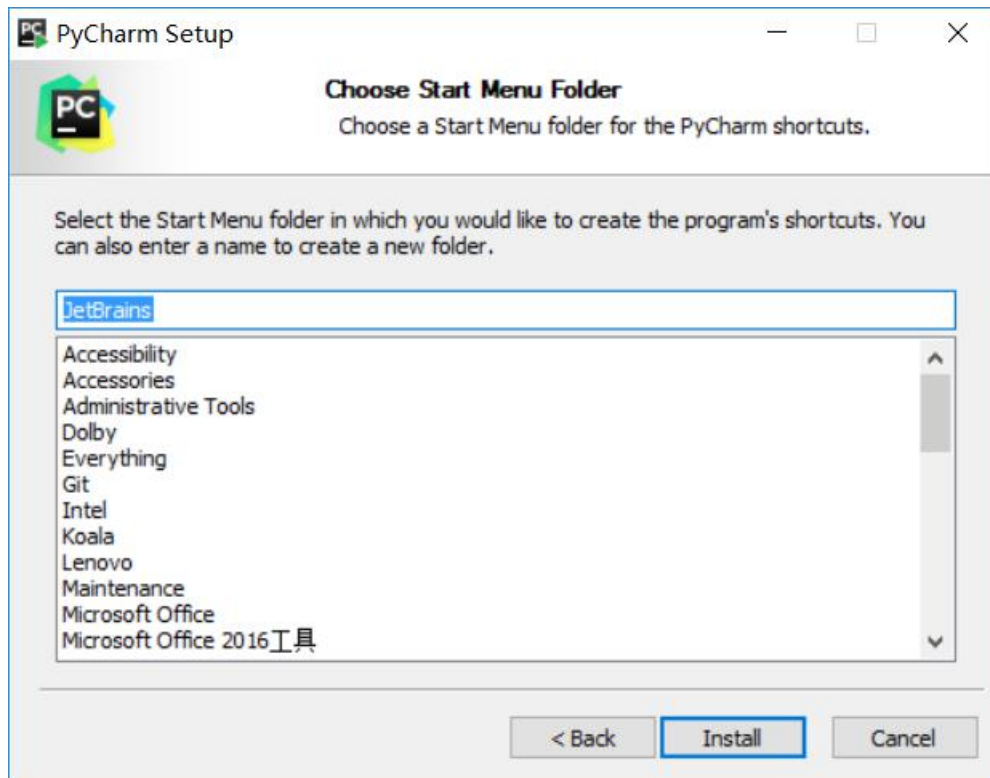 PyCharm Setup
PC
Choose Start Menu Folder
Choose a Start Menu folder for the PyCharm shortcuts.
Select the Start Menu folder in which you would like to create the program's shortcuts. You
can also enter a name to create a new folder.
JetBrains
Accessibility
Accessories
Administrative Tools
Dolby
Everything
Git
Intel
Koala
Lenovo
Maintenance
Microsoft Office
Microsoft Office 2016工具
< Back
Install
Cancel